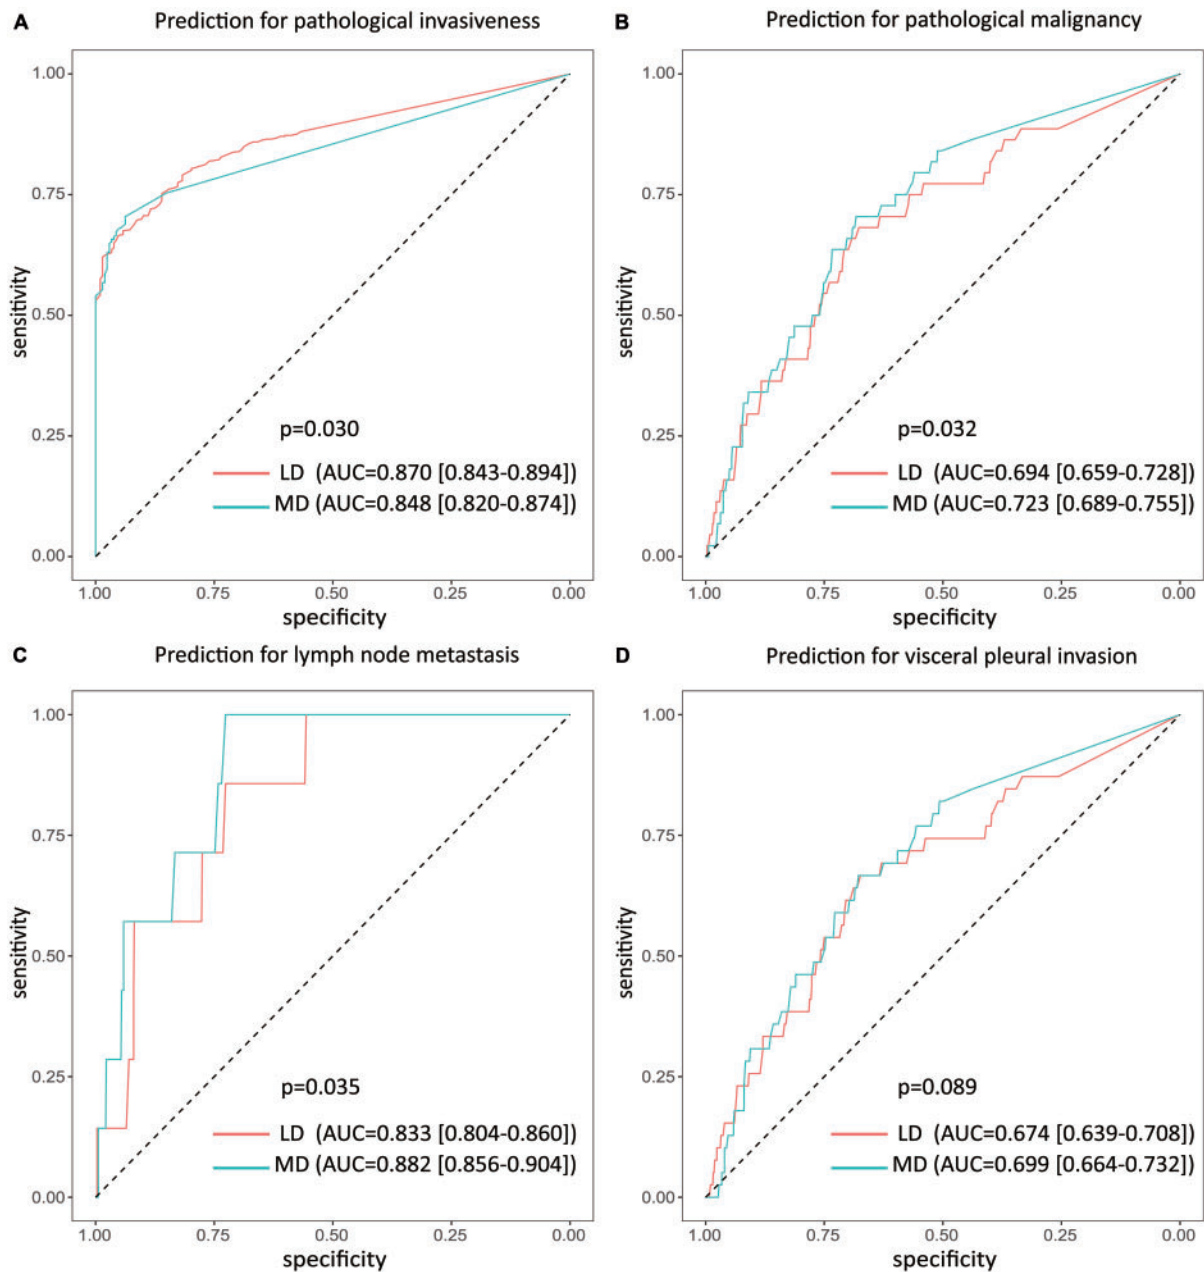 A Prediction for pathological invasiveness
1.00
0.75
0.50
0.25
0.00
sensitivity
p=0.030
LD (AUC=0.870 [0.843-0.894])
MD (AUC=0.848 [0.820-0.874])
1.00 0.75 0.50 0.25 0.00
specificity
B Prediction for pathological malignancy
1.00
0.75
0.50
0.25
0.00
sensitivity
p=0.032
LD (AUC=0.694 [0.659-0.728])
MD (AUC=0.723 [0.689-0.755])
1.00 0.75 0.50 0.25 0.00
specificity
C Prediction for lymph node metastasis
1.00
0.75
0.50
0.25
0.00
sensitivity
p=0.035
LD (AUC=0.833 [0.804-0.860])
MD (AUC=0.882 [0.856-0.904])
1.00 0.75 0.50 0.25 0.00
specificity
D Prediction for visceral pleural invasion
1.00
0.75
0.50
0.25
0.00
sensitivity
p=0.089
LD (AUC=0.674 [0.639-0.708])
MD (AUC=0.699 [0.664-0.732])
1.00 0.75 0.50 0.25 0.00
specificity